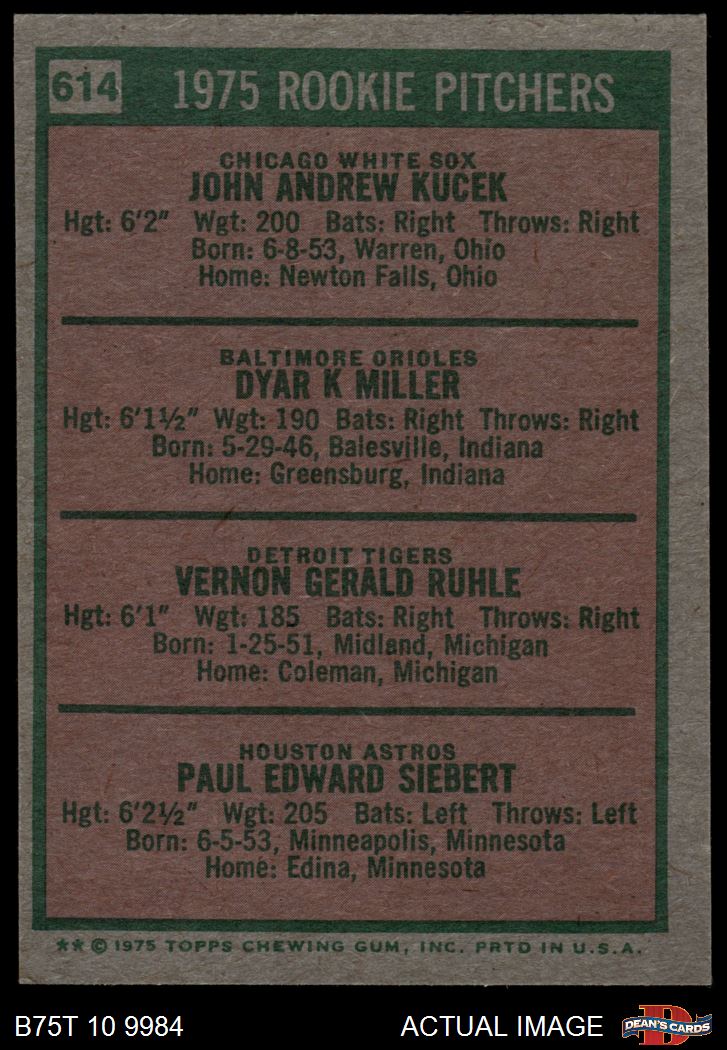 614 1975 ROOKIE PITCHERS
CHICAGO WHITE SOX
JOHN ANDREW KUCEK
Hgt: 6'2" Wgt: 200 Bats: Right Throws: Right
Born: 6-8-53, Warren, Ohio
Home: Newton Falls, Ohio
BALTIMORE ORIOLES
DYAR K MILLER
Hgt: 6'1½" Wgt: 190 Bats: Right Throws: Right
Born: 5-29-46, Balesville, Indiana
Home: Greensburg, Indiana
DETROIT TIGERS
VERNON GERALD RUHLE
Hgt: 6'1" Wgt: 185 Bats: Right Throws: Right
Born: 1-25-51, Midland, Michigan
Home: Coleman, Michigan
HOUSTON ASTROS
PAUL EDWARD SIEBERT
Hgt: 6'2½" Wgt: 205 Bats: Left Throws: Left
Born: 6-5-53, Minneapolis, Minnesota
Home: Edina, Minnesota
** © 1975 TOPPS CHEWING GUM, INC. PRTD IN U.S.A.
B75T 10 9984 ACTUAL IMAGE D DEAN'S CARDS